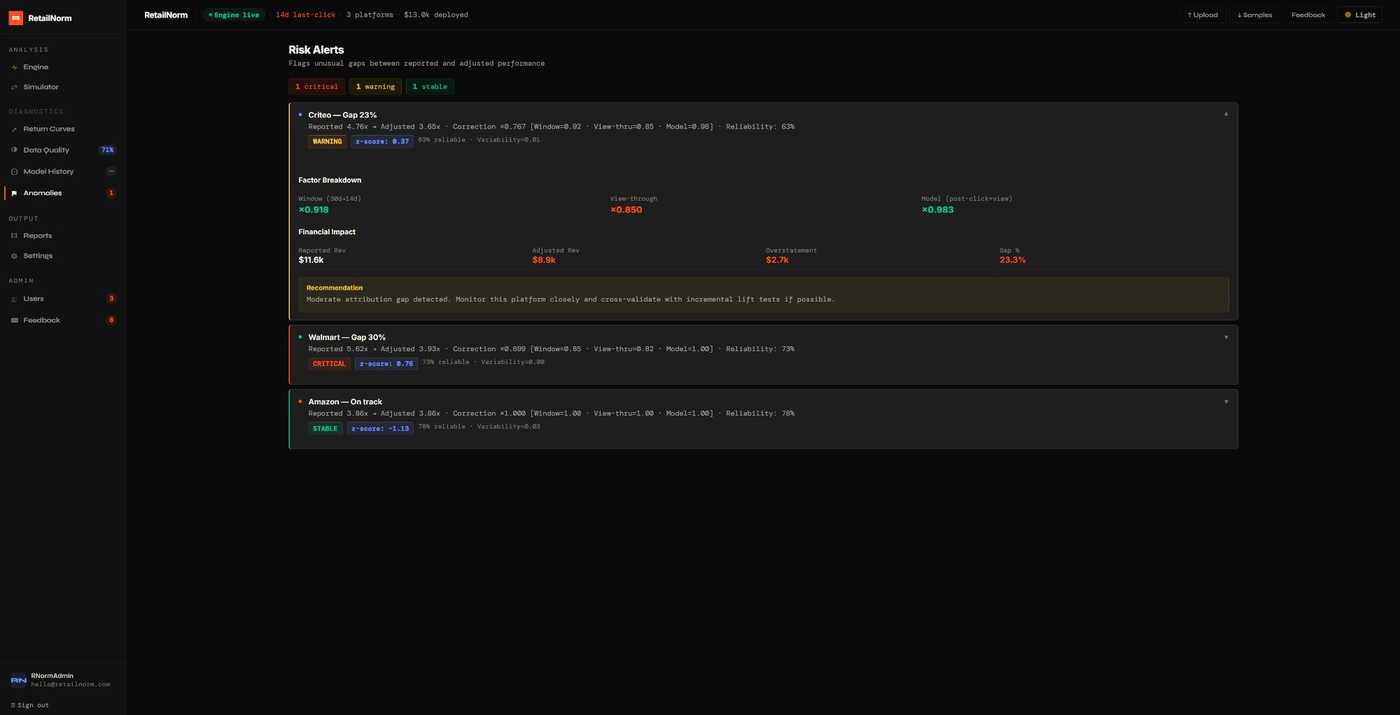 RetailNorm
ANALYSIS
Engine
Simulator
DIAGNOSTICS
Return Curves
Data Quality 71%
Model History —
Anomalies 1
OUTPUT
Reports
Settings
ADMIN
Users 3
Feedback 6
RNormAdmin
hello@retailnorm.com
Sign out
RetailNorm Engine live · 14d last-click · 3 platforms · $13.0k deployed
↑ Upload ↓ Samples Feedback Light
Risk Alerts
Flags unusual gaps between reported and adjusted performance
1 critical 1 warning 1 stable
Criteo — Gap 23% ▲
Reported 4.76x → Adjusted 3.65x · Correction ×0.767 [Window=0.92 · View-thru=0.85 · Model=0.98] · Reliability: 63%
WARNING z-score: 0.37 63% reliable · Variability=0.01
Factor Breakdown
Window (30d→14d) View-through Model (post-click+view)
×0.918 ×0.850 ×0.983
Financial Impact
Reported Rev Adjusted Rev Overstatement Gap %
$11.6k $8.9k $2.7k 23.3%
Recommendation
Moderate attribution gap detected. Monitor this platform closely and cross-validate with incremental lift tests if possible.
Walmart — Gap 30% ▼
Reported 5.62x → Adjusted 3.93x · Correction ×0.699 [Window=0.85 · View-thru=0.82 · Model=1.00] · Reliability: 73%
CRITICAL z-score: 0.76 73% reliable · Variability=0.00
Amazon — On track ▼
Reported 3.86x → Adjusted 3.86x · Correction ×1.000 [Window=1.00 · View-thru=1.00 · Model=1.00] · Reliability: 78%
STABLE z-score: -1.13 78% reliable · Variability=0.03